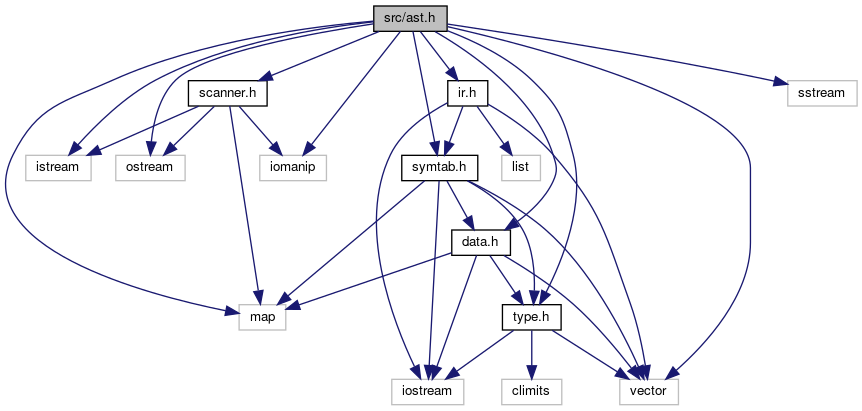 src/ast.h
scanner.h
ir.h
sstream
istream
ostream
iomanip
symtab.h
list
data.h
map
type.h
iostream
climits
vector